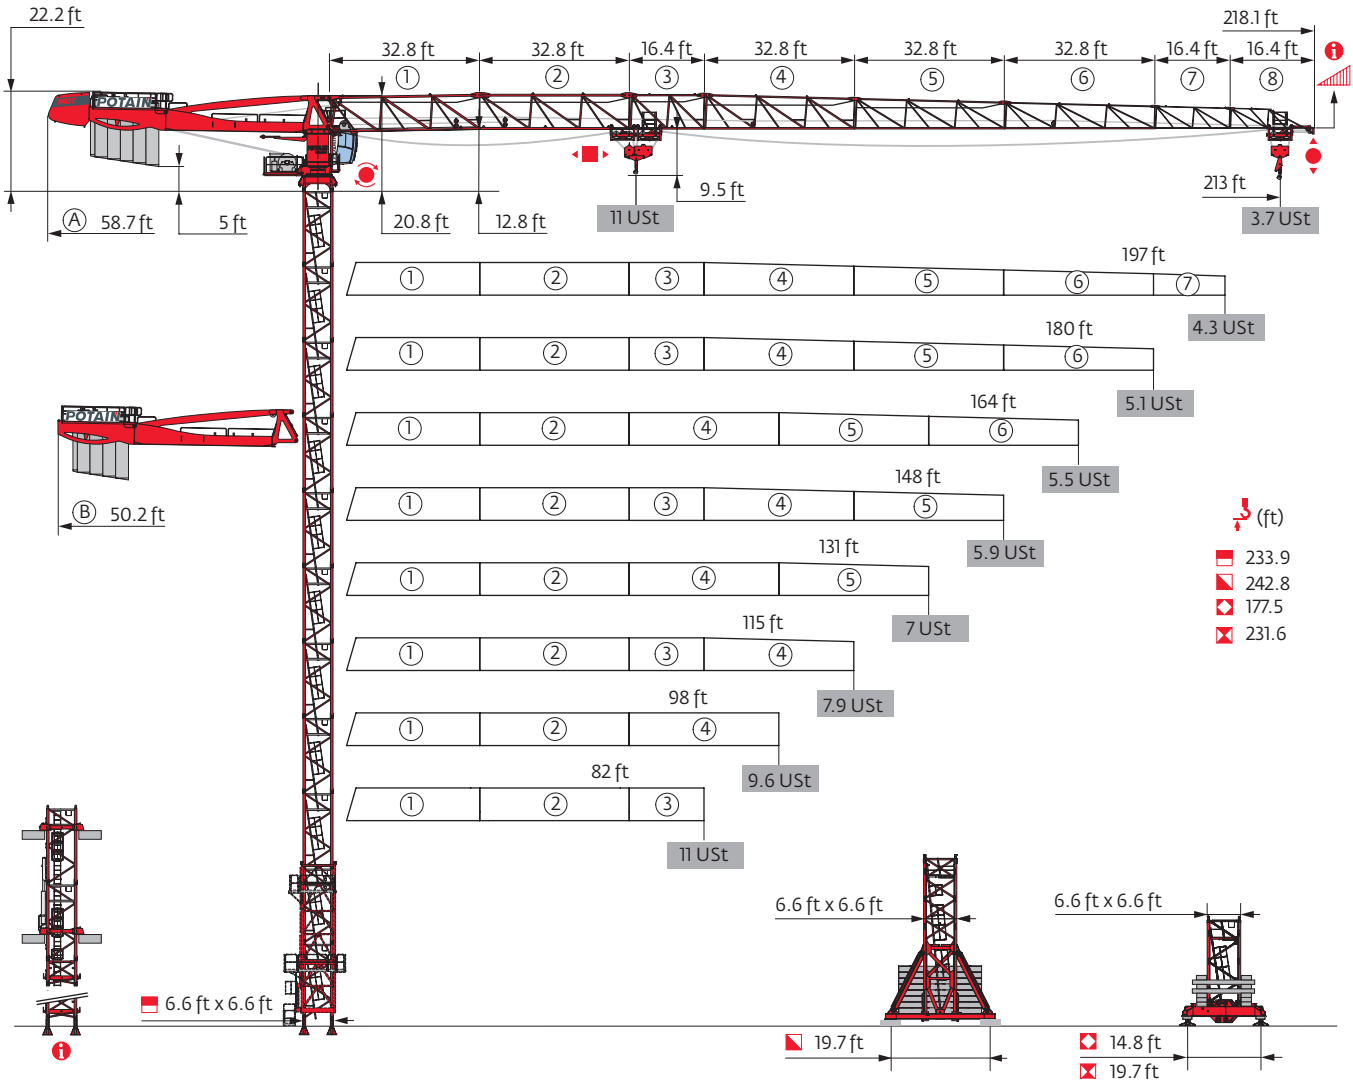 22.2 ft
218.1 ft
32.8 ft 32.8 ft 16.4 ft 32.8 ft 32.8 ft 32.8 ft 16.4 ft 16.4 ft
1 2 3 4 5 6 7 8
i
POTAIN
9.5 ft
213 ft
A 58.7 ft 5 ft 20.8 ft 12.8 ft 11 USt 3.7 USt
197 ft
1 2 3 4 5 6 7
4.3 USt
180 ft
1 2 3 4 5 6
5.1 USt
POTAIN
164 ft
1 2 4 5 6
5.5 USt
148 ft
1 2 3 4 5
B 50.2 ft
5.9 USt
(ft)
233.9
242.8
177.5
231.6
131 ft
1 2 4 5
7 USt
115 ft
1 2 3 4
7.9 USt
98 ft
1 2 4
9.6 USt
82 ft
1 2 3
11 USt
6.6 ft x 6.6 ft
6.6 ft x 6.6 ft
6.6 ft x 6.6 ft
i
19.7 ft
14.8 ft
19.7 ft